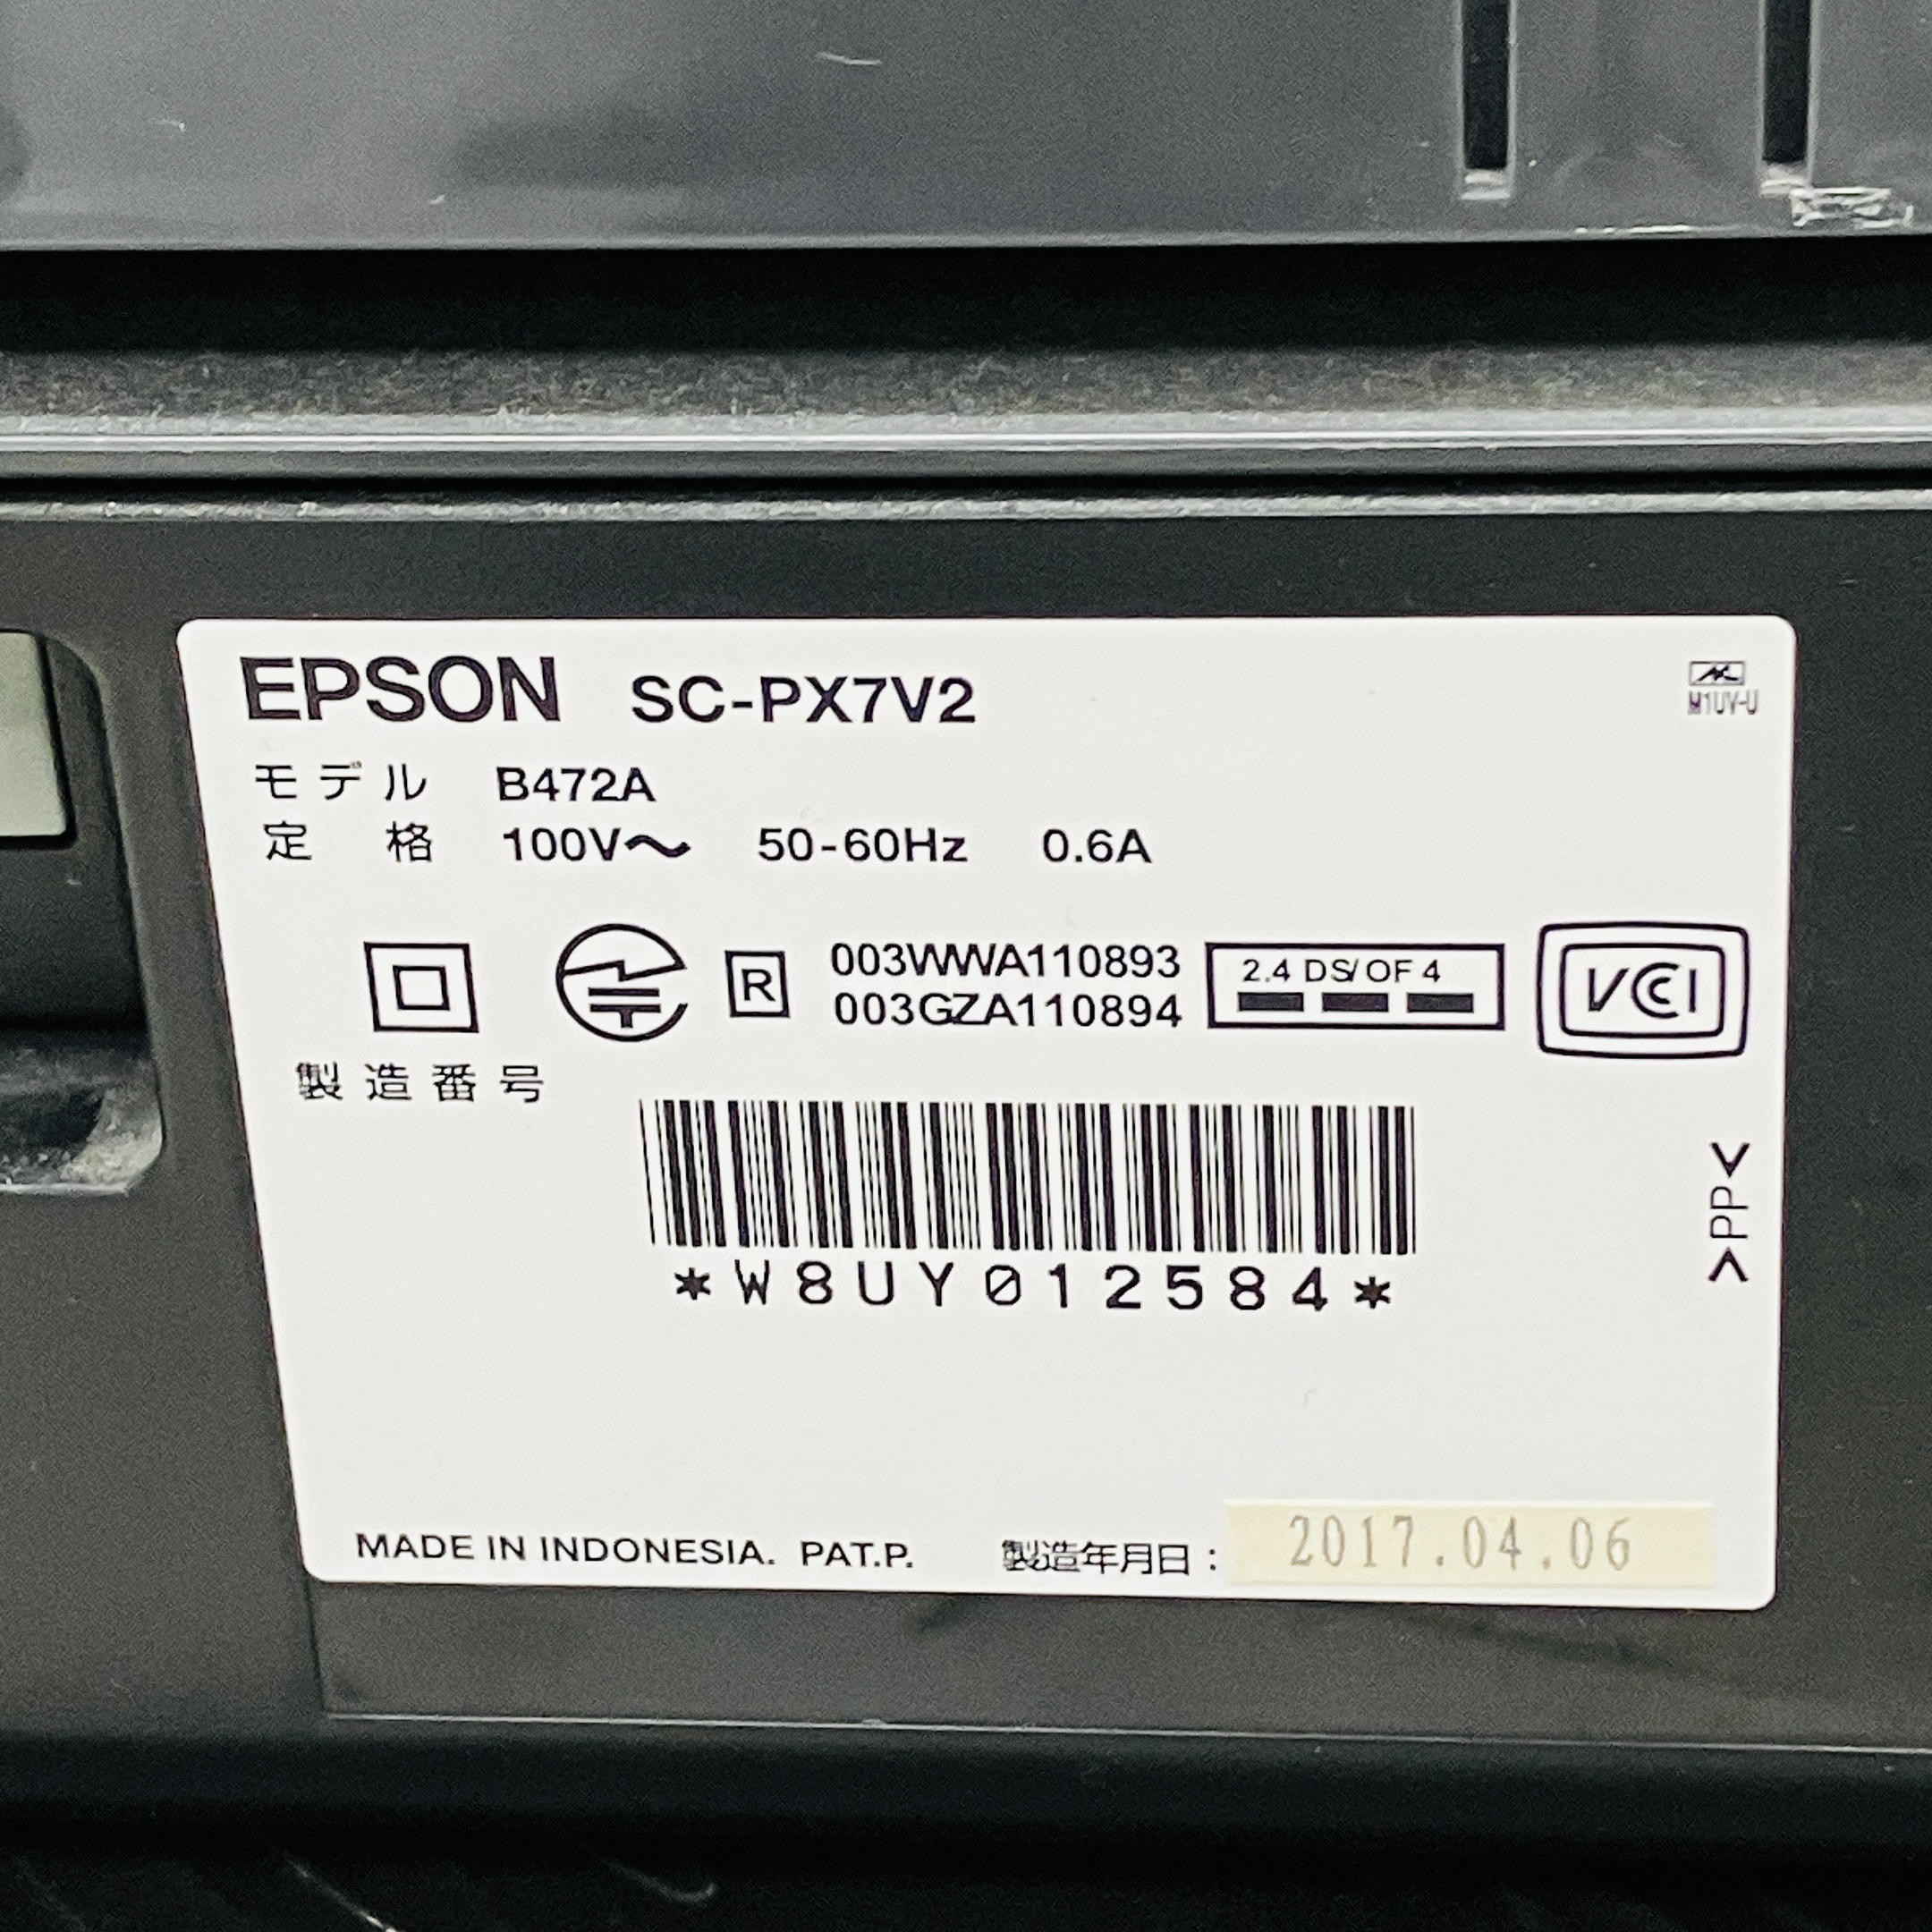 EPSON SC-PX7V2
M1UY-U
モデル B472A
定格 100V〜 50-60Hz 0.6A
R 003WWA110893
003GZA110894
2.4 DS/OF 4
VCCI
製造番号
*W8UY012584*
>PP<
MADE IN INDONESIA. PAT.P. 製造年月日: 2017.04.06